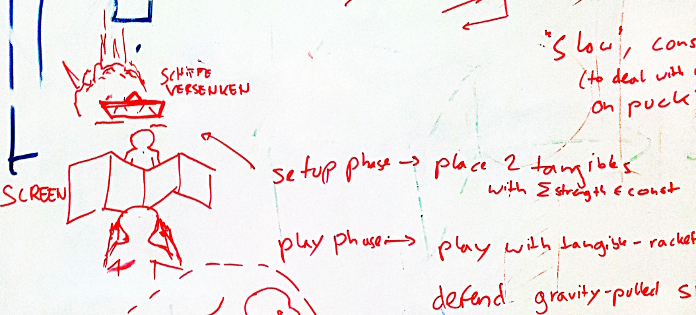 "Slow", cons
(to deal with
on puck
SCHIFFE
VERSENKEN
setup phase → place 2 tangibles
with Σ strength ∈ const
SCREEN
play phase → play with tangible-racket
defend gravity-pulled s